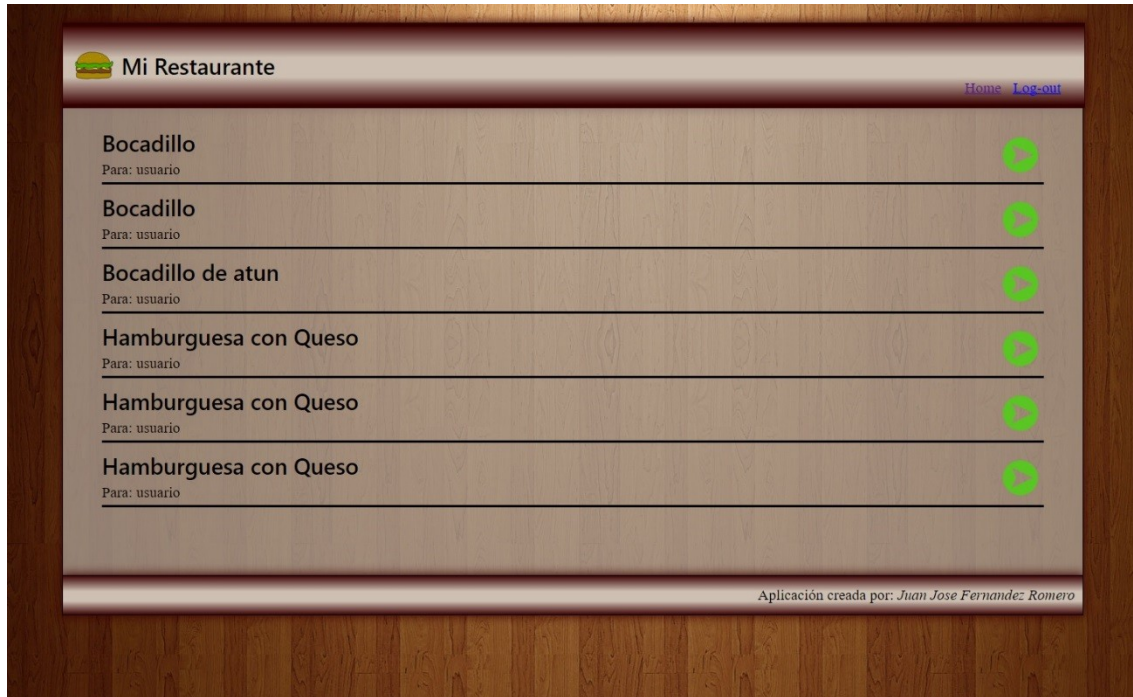 Mi Restaurante
Home Log-out
Bocadillo
Para: usuario
Bocadillo
Para: usuario
Bocadillo de atun
Para: usuario
Hamburguesa con Queso
Para: usuario
Hamburguesa con Queso
Para: usuario
Hamburguesa con Queso
Para: usuario
Aplicación creada por: Juan Jose Fernandez Romero